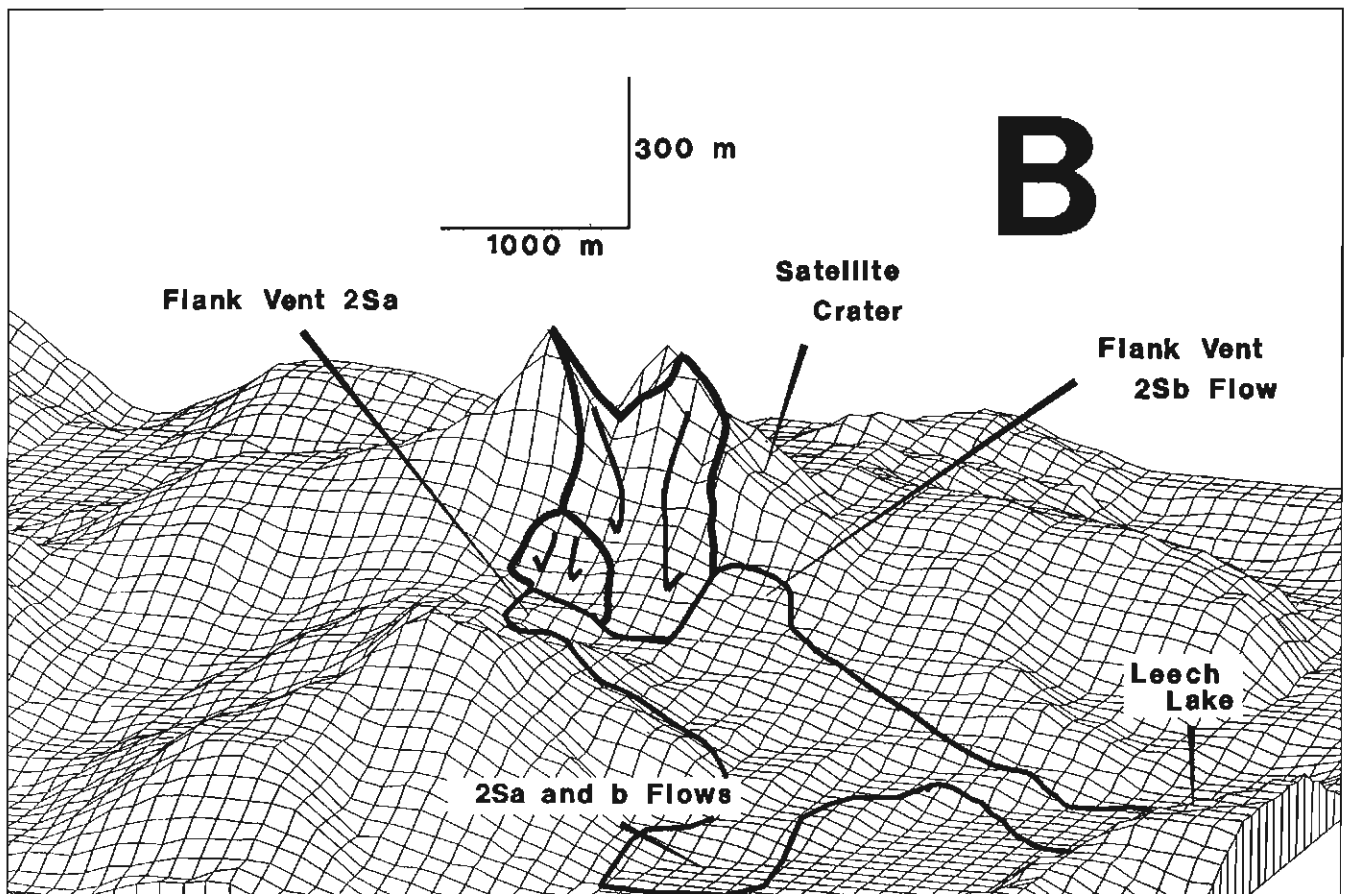 B
300 m
1000 m
Satellite
Crater
Flank Vent 2Sa
Flank Vent
2Sb Flow
Leech
Lake
2Sa and b Flows